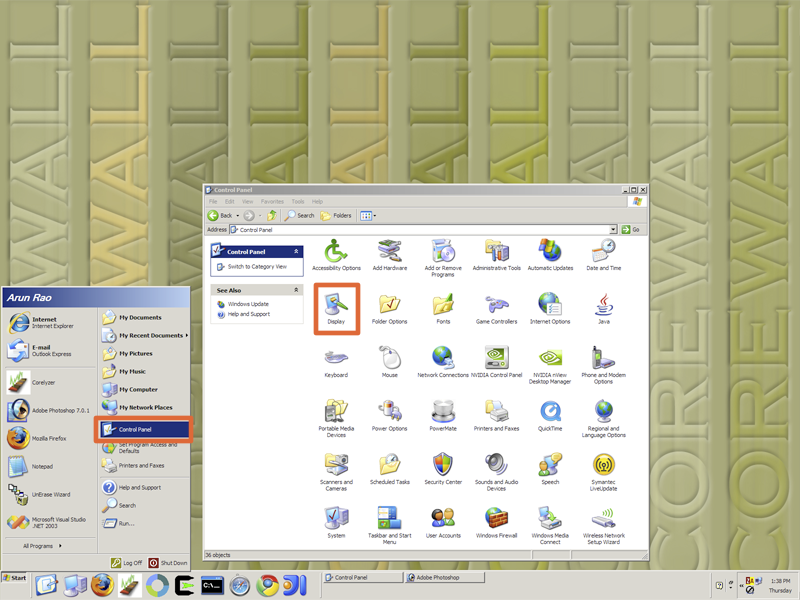 COREWALL
COREWALL
Control Panel
File Edit View Favorites Tools Help
Back Search Folders
Address Control Panel Go
Control Panel
Switch to Category View
See Also
Windows Update
Help and Support
Accessibility Options
Add Hardware
Add or Remove
Programs
Administrative Tools
Automatic Updates
Date and Time
Display
Folder Options
Fonts
Game Controllers
Internet Options
Java
Keyboard
Mouse
Network Connections
NVIDIA Control Panel
NVIDIA nView
Desktop Manager
Phone and Modem
Options
Portable Media
Devices
Power Options
PowerMate
Printers and Faxes
QuickTime
Regional and
Language Options
Scanners and
Cameras
Scheduled Tasks
Security Center
Sounds and Audio
Devices
Speech
Symantec
LiveUpdate
System
Taskbar and Start
Menu
User Accounts
Windows Firewall
Windows Media
Connect
Wireless Network
Setup Wizard
36 objects
Arun Rao
Internet
Internet Explorer
E-mail
Outlook Express
Corelyzer
Adobe Photoshop 7.0.1
Mozilla Firefox
Notepad
UnErase Wizard
Microsoft Visual Studio
.NET 2003
All Programs
My Documents
My Recent Documents
My Pictures
My Music
My Computer
My Network Places
Control Panel
Set Program Access and
Defaults
Printers and Faxes
Help and Support
Search
Run...
Log Off Shut Down
Start
C:\
Control Panel
Adobe Photoshop
1:38 PM
Thursday